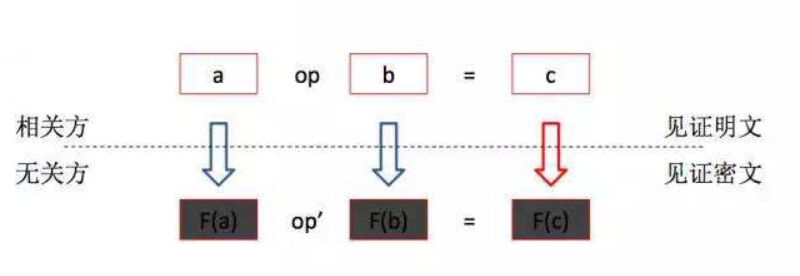 a op b = c
相关方 见证明文
无关方 见证密文
F(a) op′ F(b) = F(c)